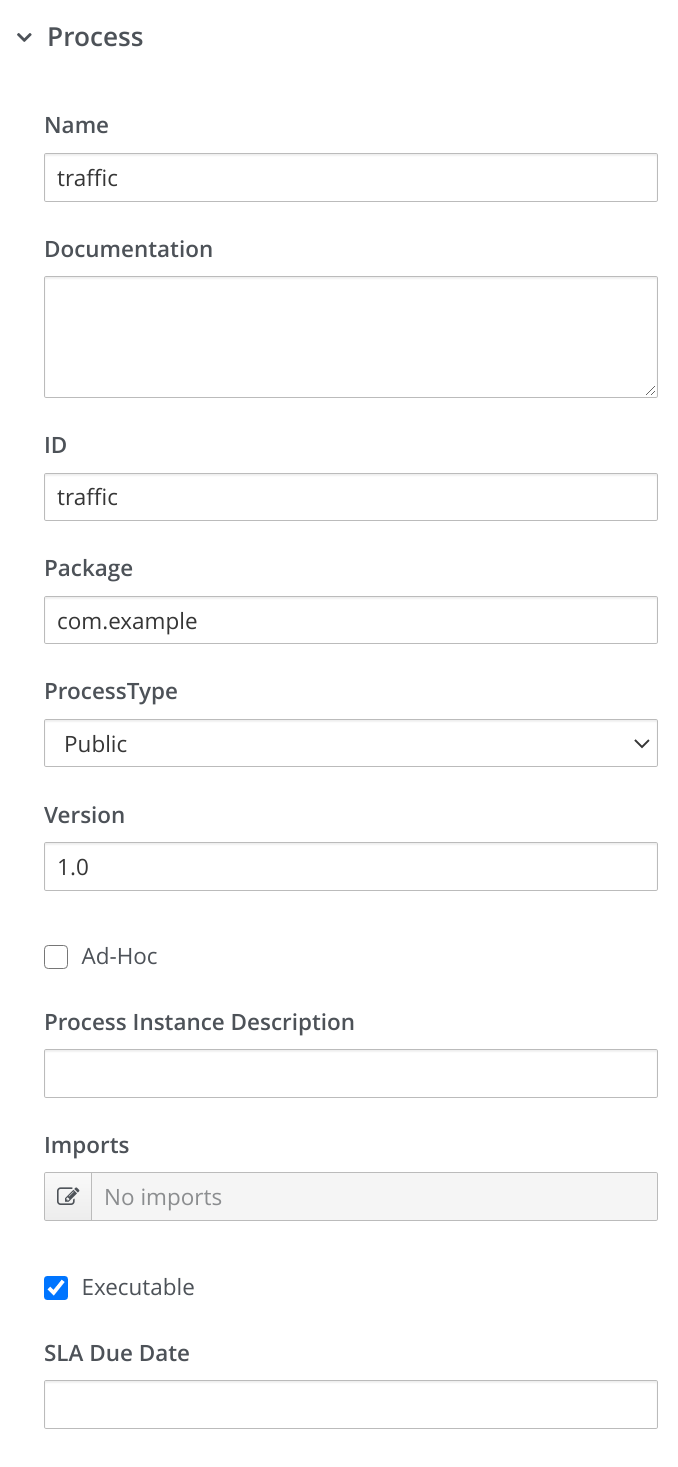 Process
Name
traffic
Documentation
ID
traffic
Package
com.example
ProcessType
Public
Version
1.0
Ad-Hoc
Process Instance Description
Imports
No imports
Executable
SLA Due Date